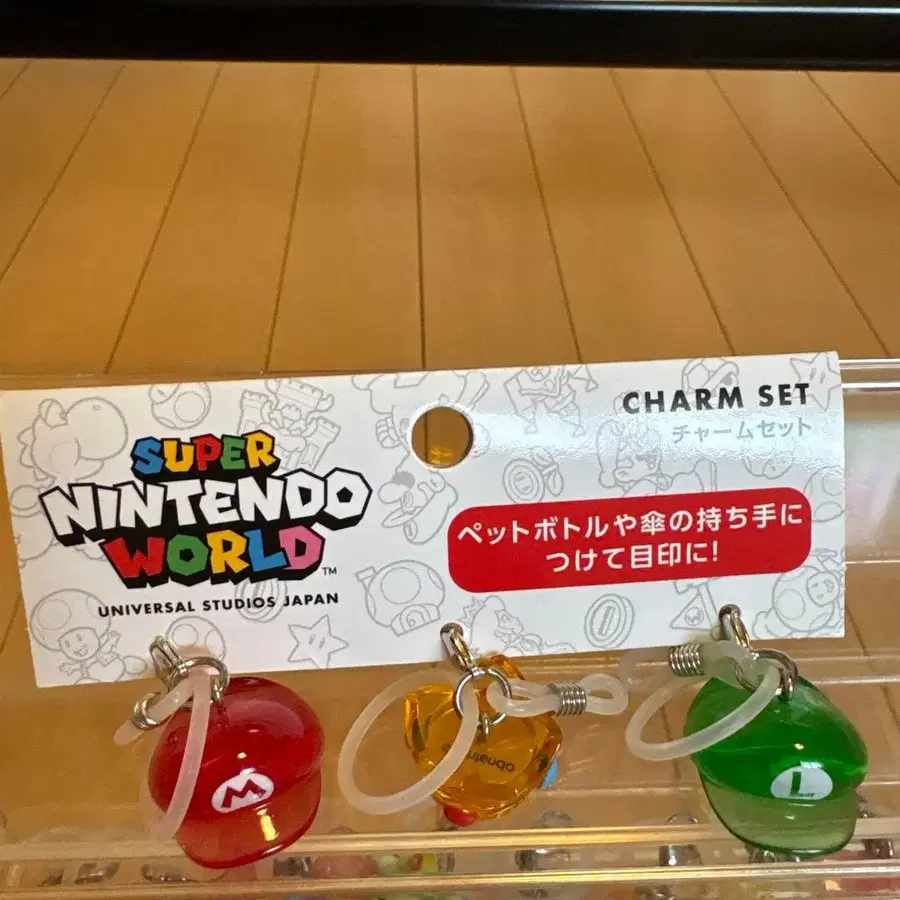 SUPER
NINTENDO
WORLD™
UNIVERSAL STUDIOS JAPAN
CHARM SET
チャームセット
ペットボトルや傘の持ち手に
つけて目印に!
M
L